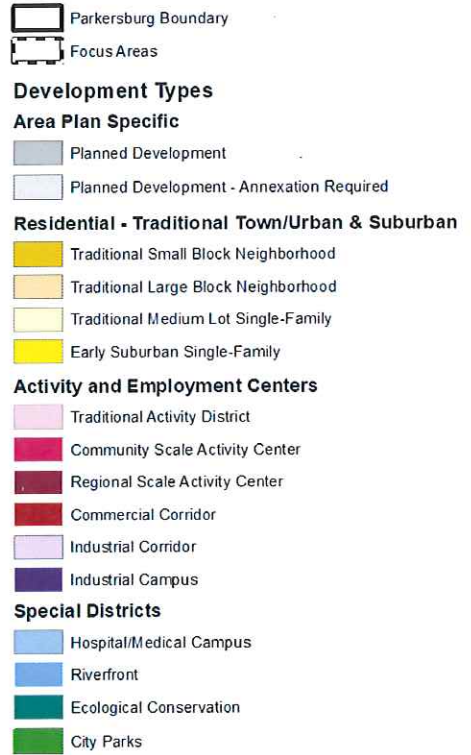 Parkersburg Boundary
Focus Areas
Development Types
Area Plan Specific
Planned Development
Planned Development - Annexation Required
Residential - Traditional Town/Urban & Suburban
Traditional Small Block Neighborhood
Traditional Large Block Neighborhood
Traditional Medium Lot Single-Family
Early Suburban Single-Family
Activity and Employment Centers
Traditional Activity District
Community Scale Activity Center
Regional Scale Activity Center
Commercial Corridor
Industrial Corridor
Industrial Campus
Special Districts
Hospital/Medical Campus
Riverfront
Ecological Conservation
City Parks